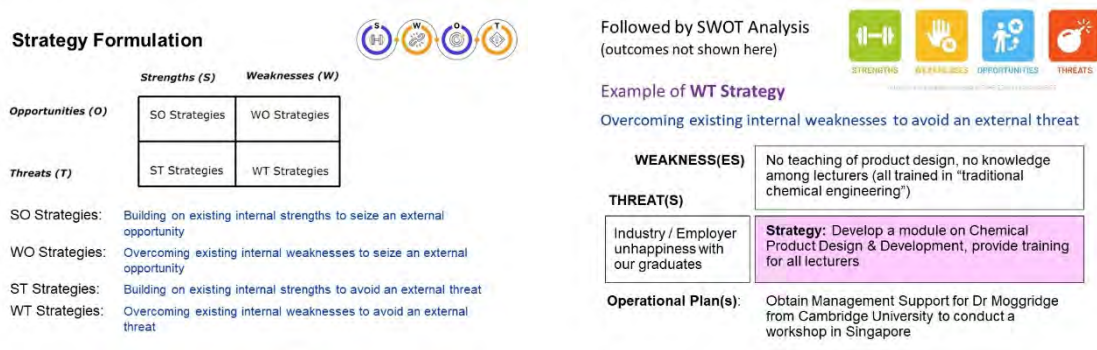 Strategy Formulation
S W O T
Strengths (S) Weaknesses (W)
Opportunities (O)
SO Strategies WO Strategies
Threats (T)
ST Strategies WT Strategies
SO Strategies: Building on existing internal strengths to seize an external
opportunity
WO Strategies: Overcoming existing internal weaknesses to seize an external
opportunity
ST Strategies: Building on existing internal strengths to avoid an external threat
WT Strategies: Overcoming existing internal weaknesses to avoid an external
threat
Followed by SWOT Analysis
(outcomes not shown here)
STRENGTHS WEAKNESSES OPPORTUNITIES THREATS
Example of WT Strategy
Overcoming existing internal weaknesses to avoid an external threat
WEAKNESS(ES)
No teaching of product design, no knowledge
among lecturers (all trained in “traditional
chemical engineering”)
THREAT(S)
Industry / Employer
unhappiness with
our graduates
Strategy: Develop a module on Chemical
Product Design & Development, provide training
for all lecturers
Operational Plan(s): Obtain Management Support for Dr Moggridge
from Cambridge University to conduct a
workshop in Singapore